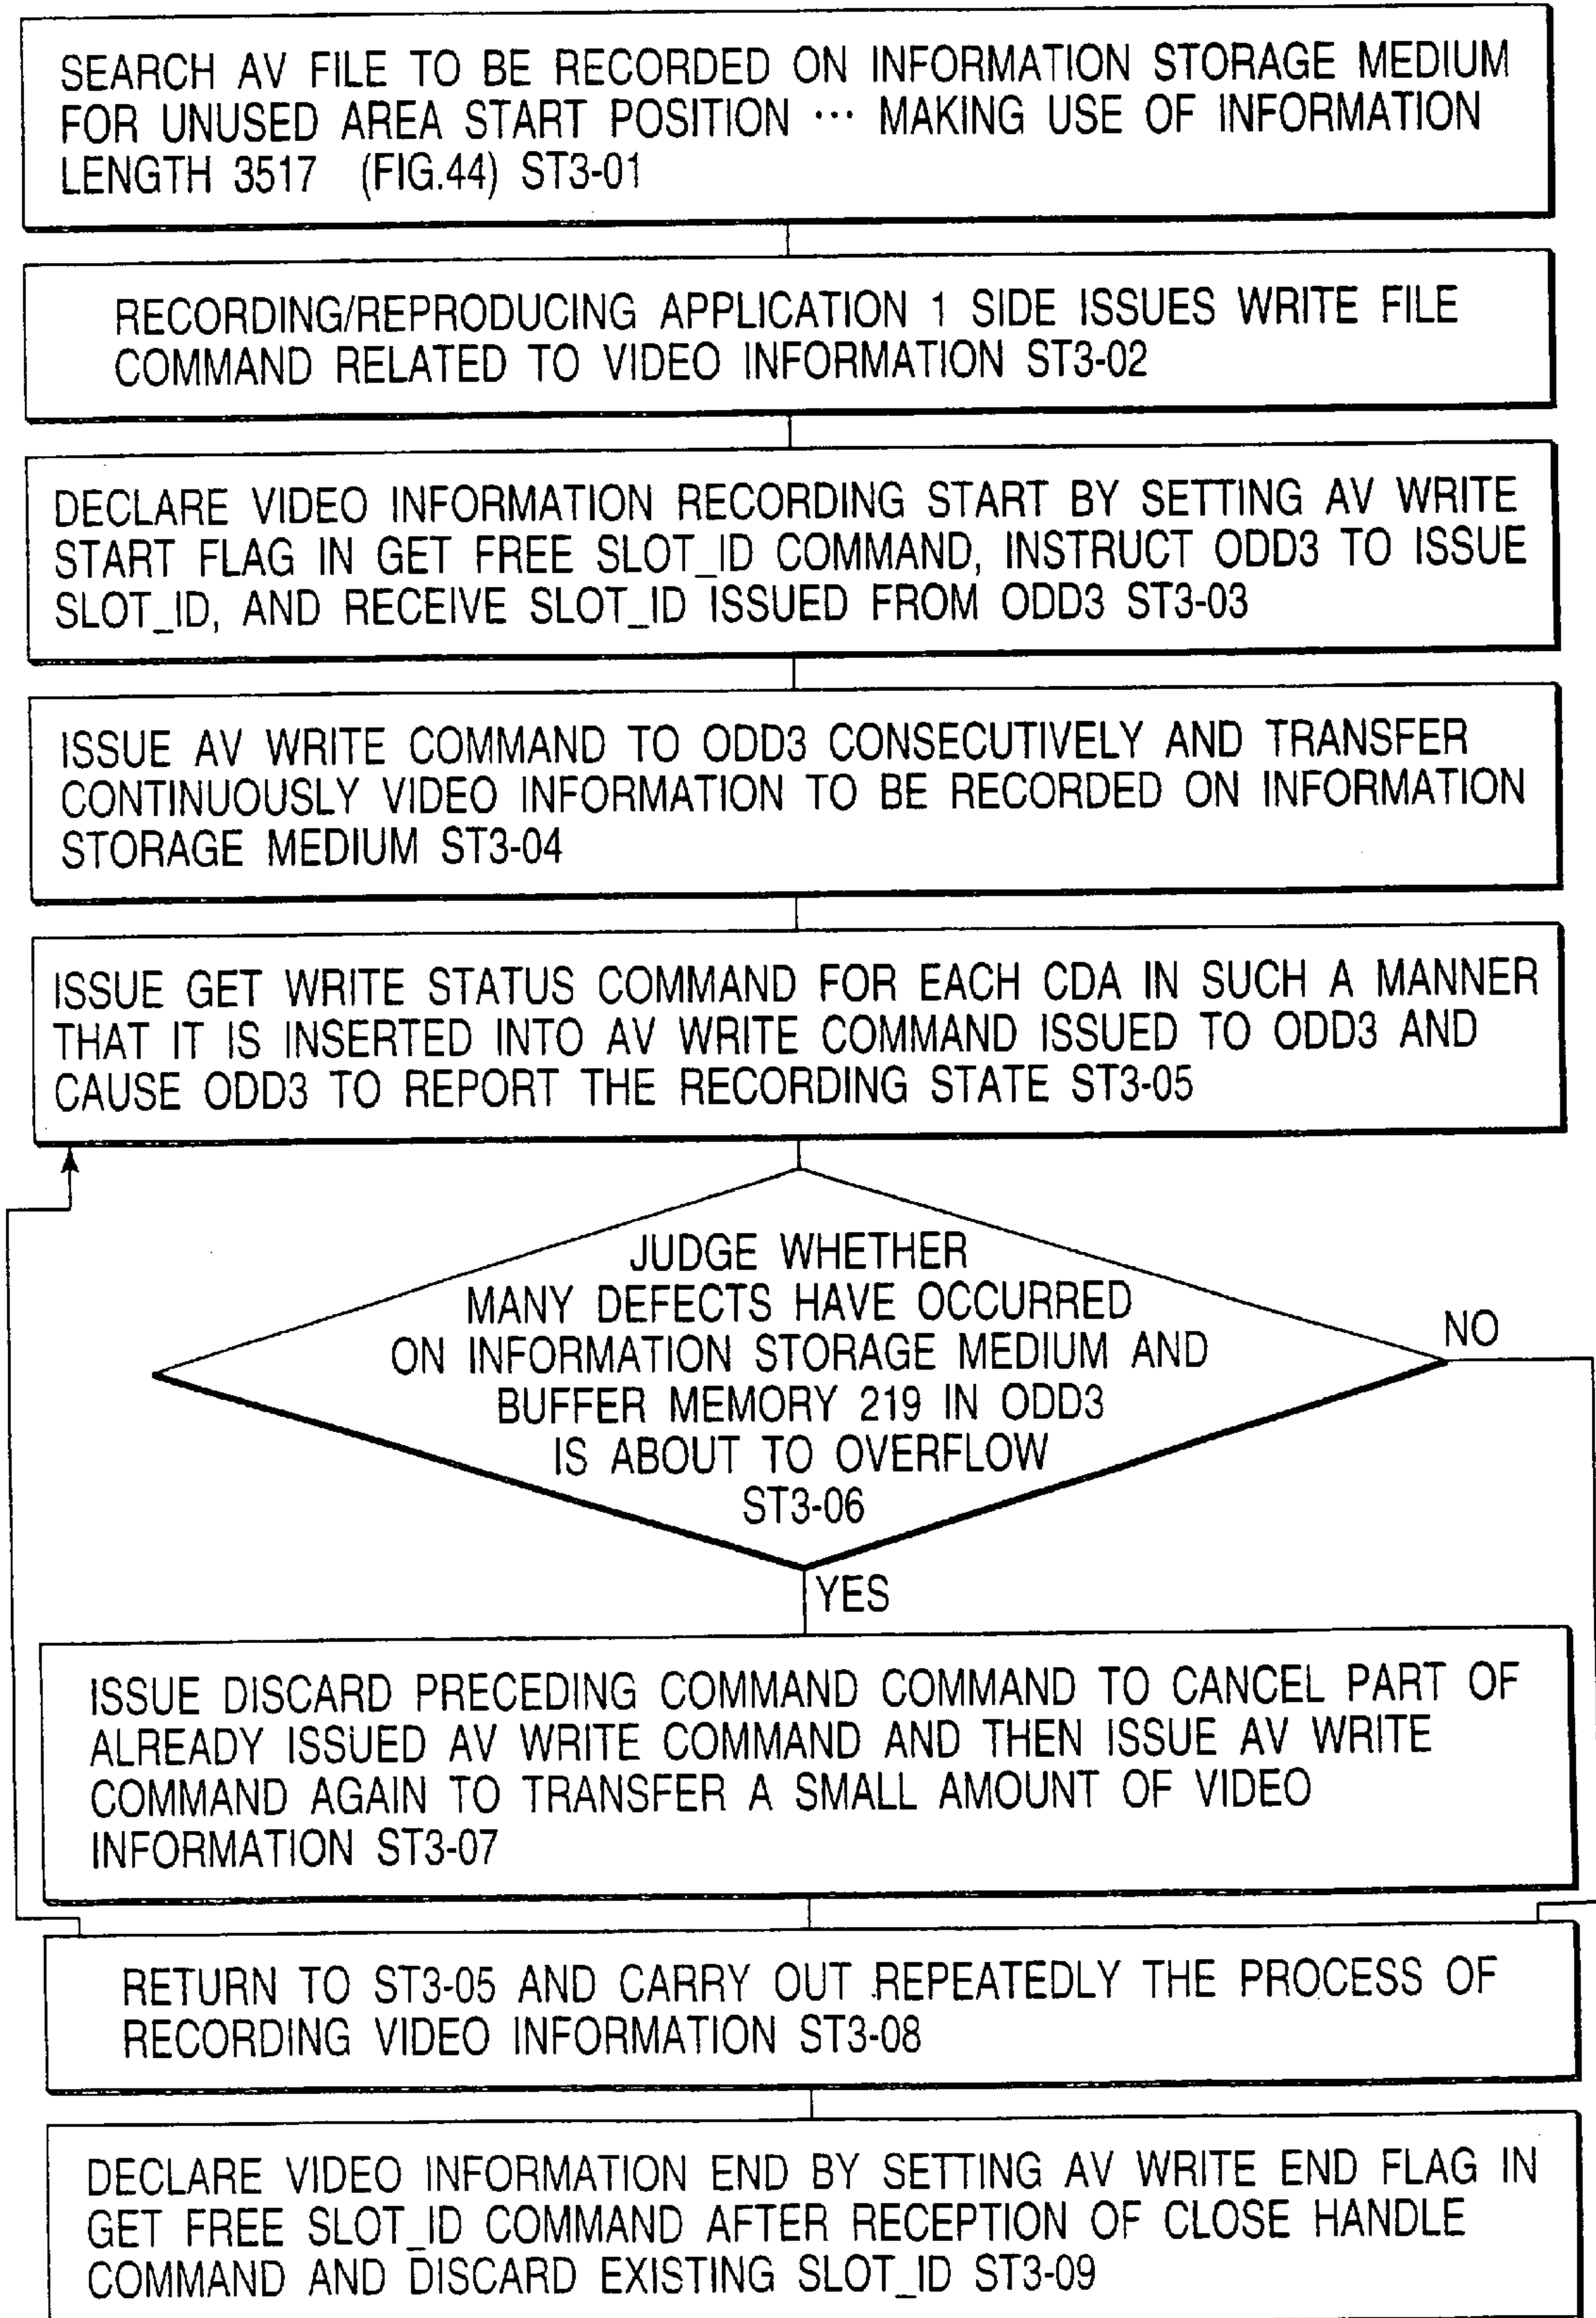 SEARCH AV FILE TO BE RECORDED ON INFORMATION STORAGE MEDIUM
FOR UNUSED AREA START POSITION ··· MAKING USE OF INFORMATION
LENGTH 3517 (FIG.44) ST3-01
RECORDING/REPRODUCING APPLICATION 1 SIDE ISSUES WRITE FILE
COMMAND RELATED TO VIDEO INFORMATION ST3-02
DECLARE VIDEO INFORMATION RECORDING START BY SETTING AV WRITE
START FLAG IN GET FREE SLOT_ID COMMAND, INSTRUCT ODD3 TO ISSUE
SLOT_ID, AND RECEIVE SLOT_ID ISSUED FROM ODD3 ST3-03
ISSUE AV WRITE COMMAND TO ODD3 CONSECUTIVELY AND TRANSFER
CONTINUOUSLY VIDEO INFORMATION TO BE RECORDED ON INFORMATION
STORAGE MEDIUM ST3-04
ISSUE GET WRITE STATUS COMMAND FOR EACH CDA IN SUCH A MANNER
THAT IT IS INSERTED INTO AV WRITE COMMAND ISSUED TO ODD3 AND
CAUSE ODD3 TO REPORT THE RECORDING STATE ST3-05
JUDGE WHETHER
MANY DEFECTS HAVE OCCURRED
ON INFORMATION STORAGE MEDIUM AND
BUFFER MEMORY 219 IN ODD3
IS ABOUT TO OVERFLOW
ST3-06
NO
YES
ISSUE DISCARD PRECEDING COMMAND COMMAND TO CANCEL PART OF
ALREADY ISSUED AV WRITE COMMAND AND THEN ISSUE AV WRITE
COMMAND AGAIN TO TRANSFER A SMALL AMOUNT OF VIDEO
INFORMATION ST3-07
RETURN TO ST3-05 AND CARRY OUT REPEATEDLY THE PROCESS OF
RECORDING VIDEO INFORMATION ST3-08
DECLARE VIDEO INFORMATION END BY SETTING AV WRITE END FLAG IN
GET FREE SLOT_ID COMMAND AFTER RECEPTION OF CLOSE HANDLE
COMMAND AND DISCARD EXISTING SLOT_ID ST3-09